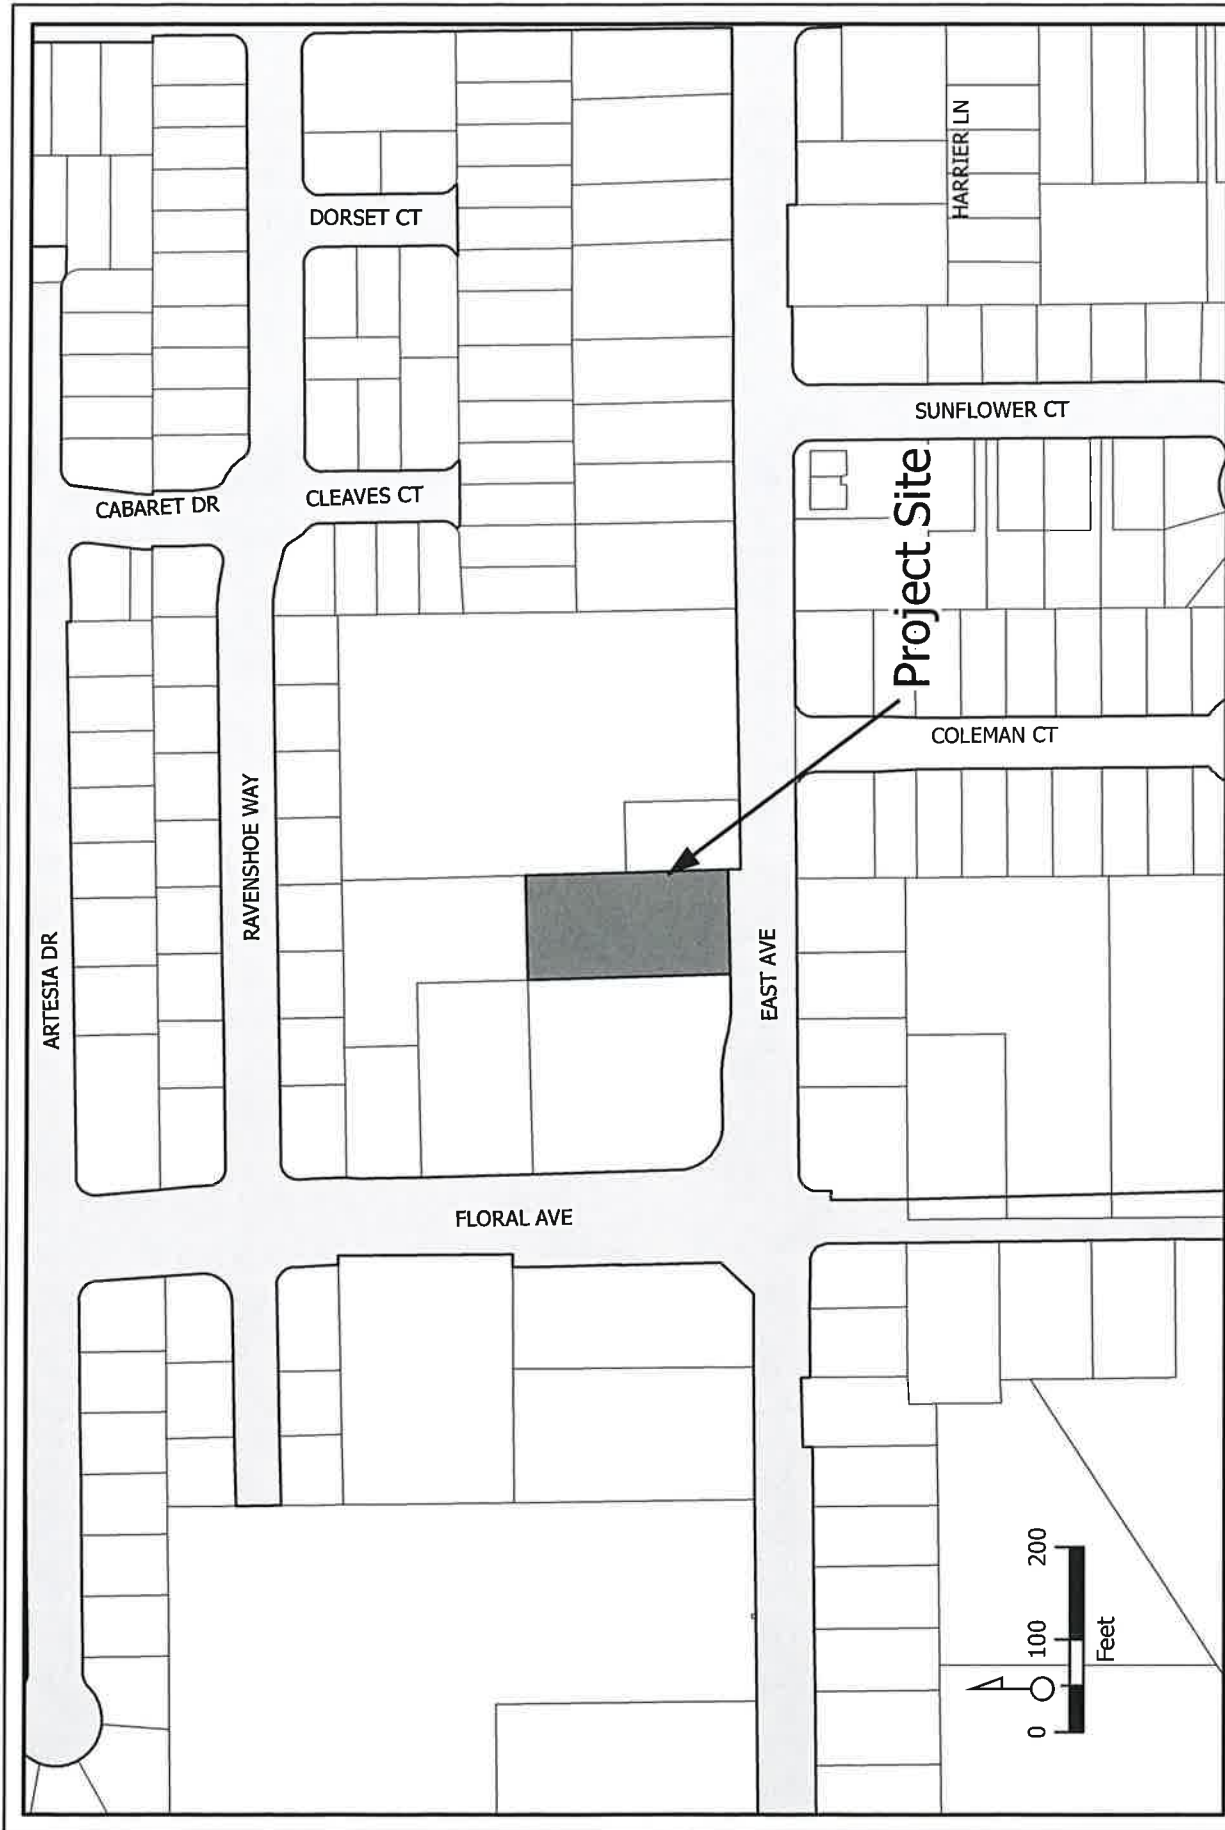 HARRIER LN
DORSET CT
SUNFLOWER CT
CABARET DR
CLEAVES CT
Project Site
COLEMAN CT
RAVENSHOE WAY
ARTESIA DR
EAST AVE
FLORAL AVE
0 100 200
Feet